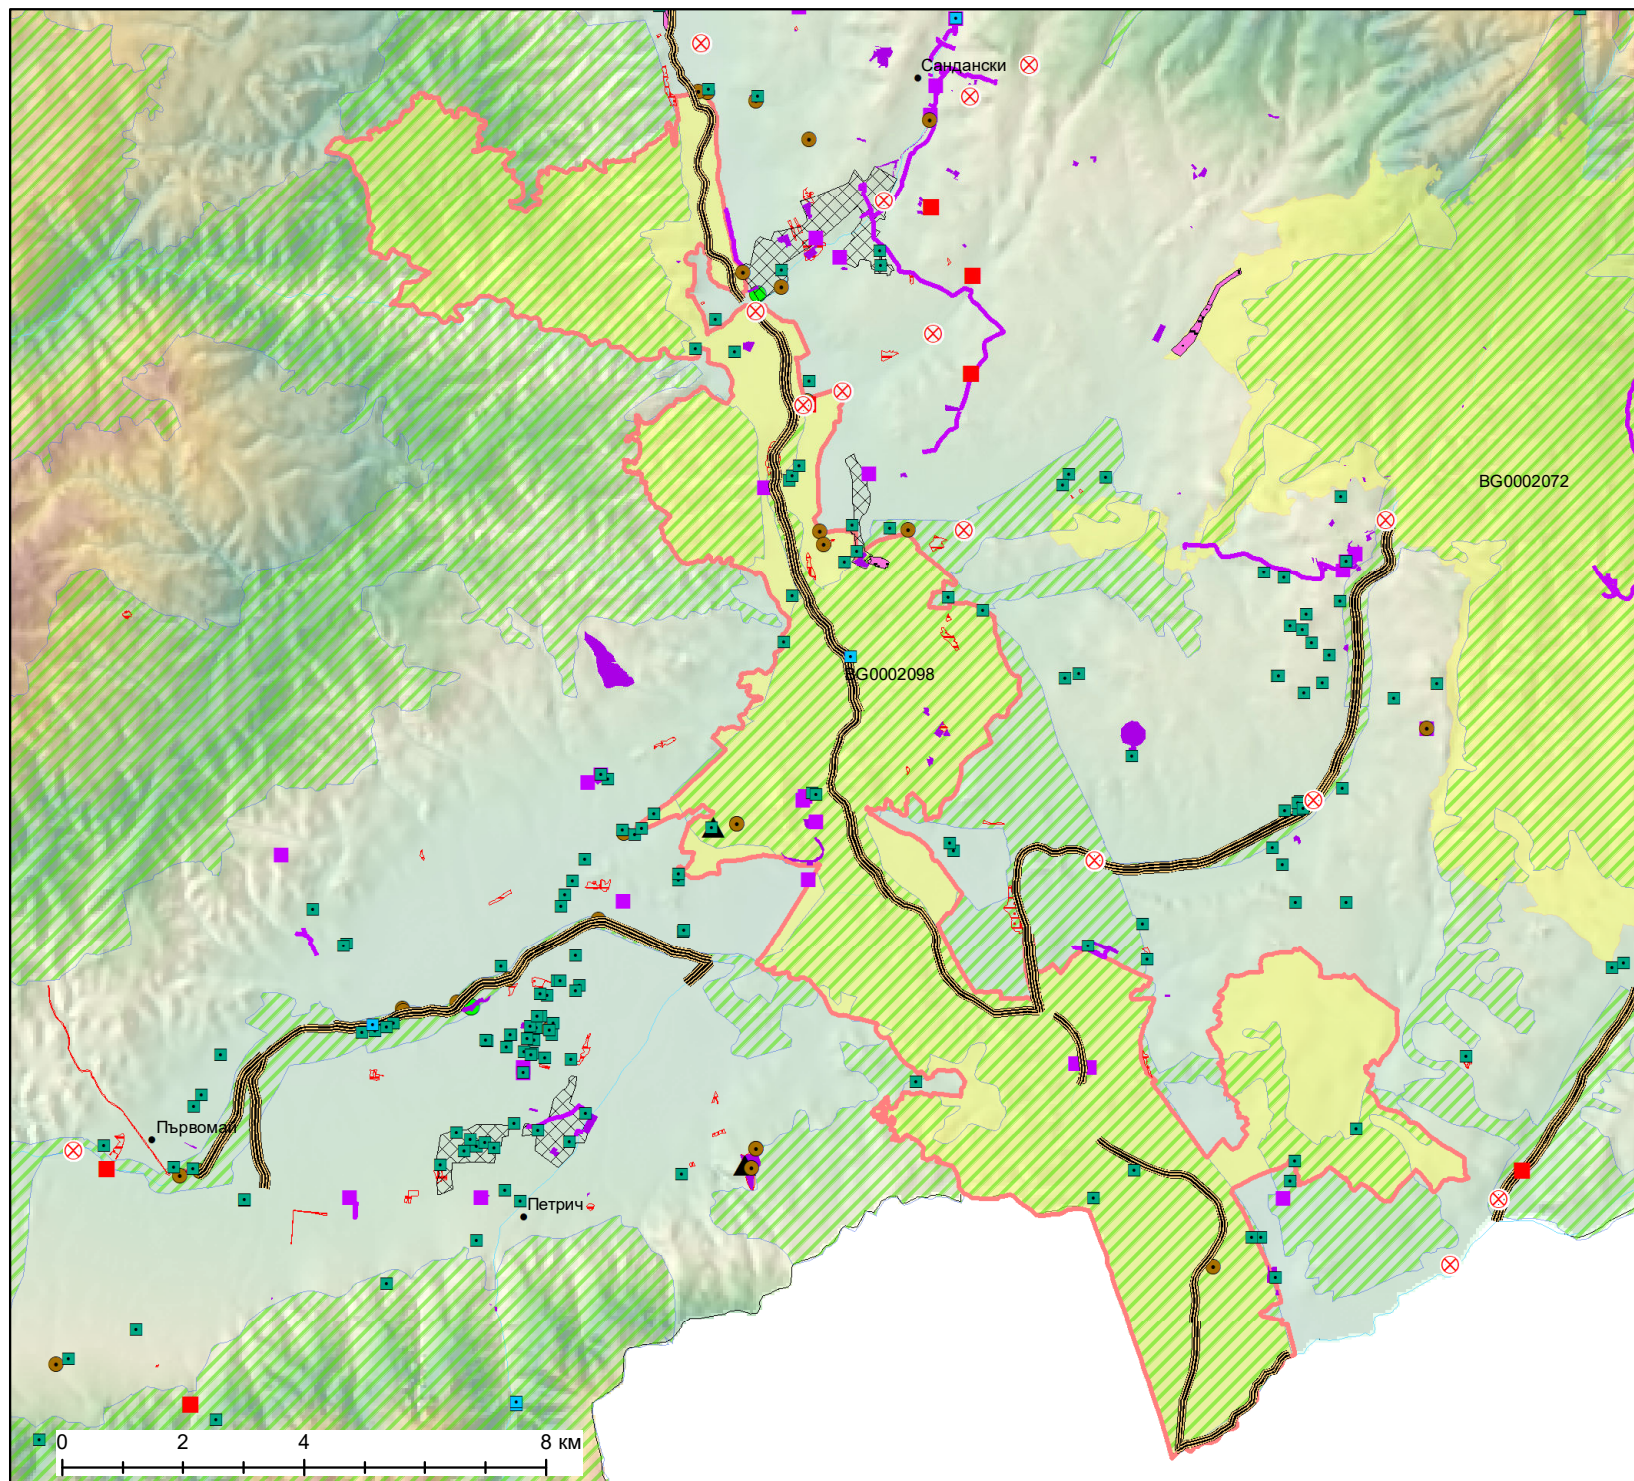 Сандански
BG0002072
BG0002098
Първомай
Петрич
0 2 4 8 км